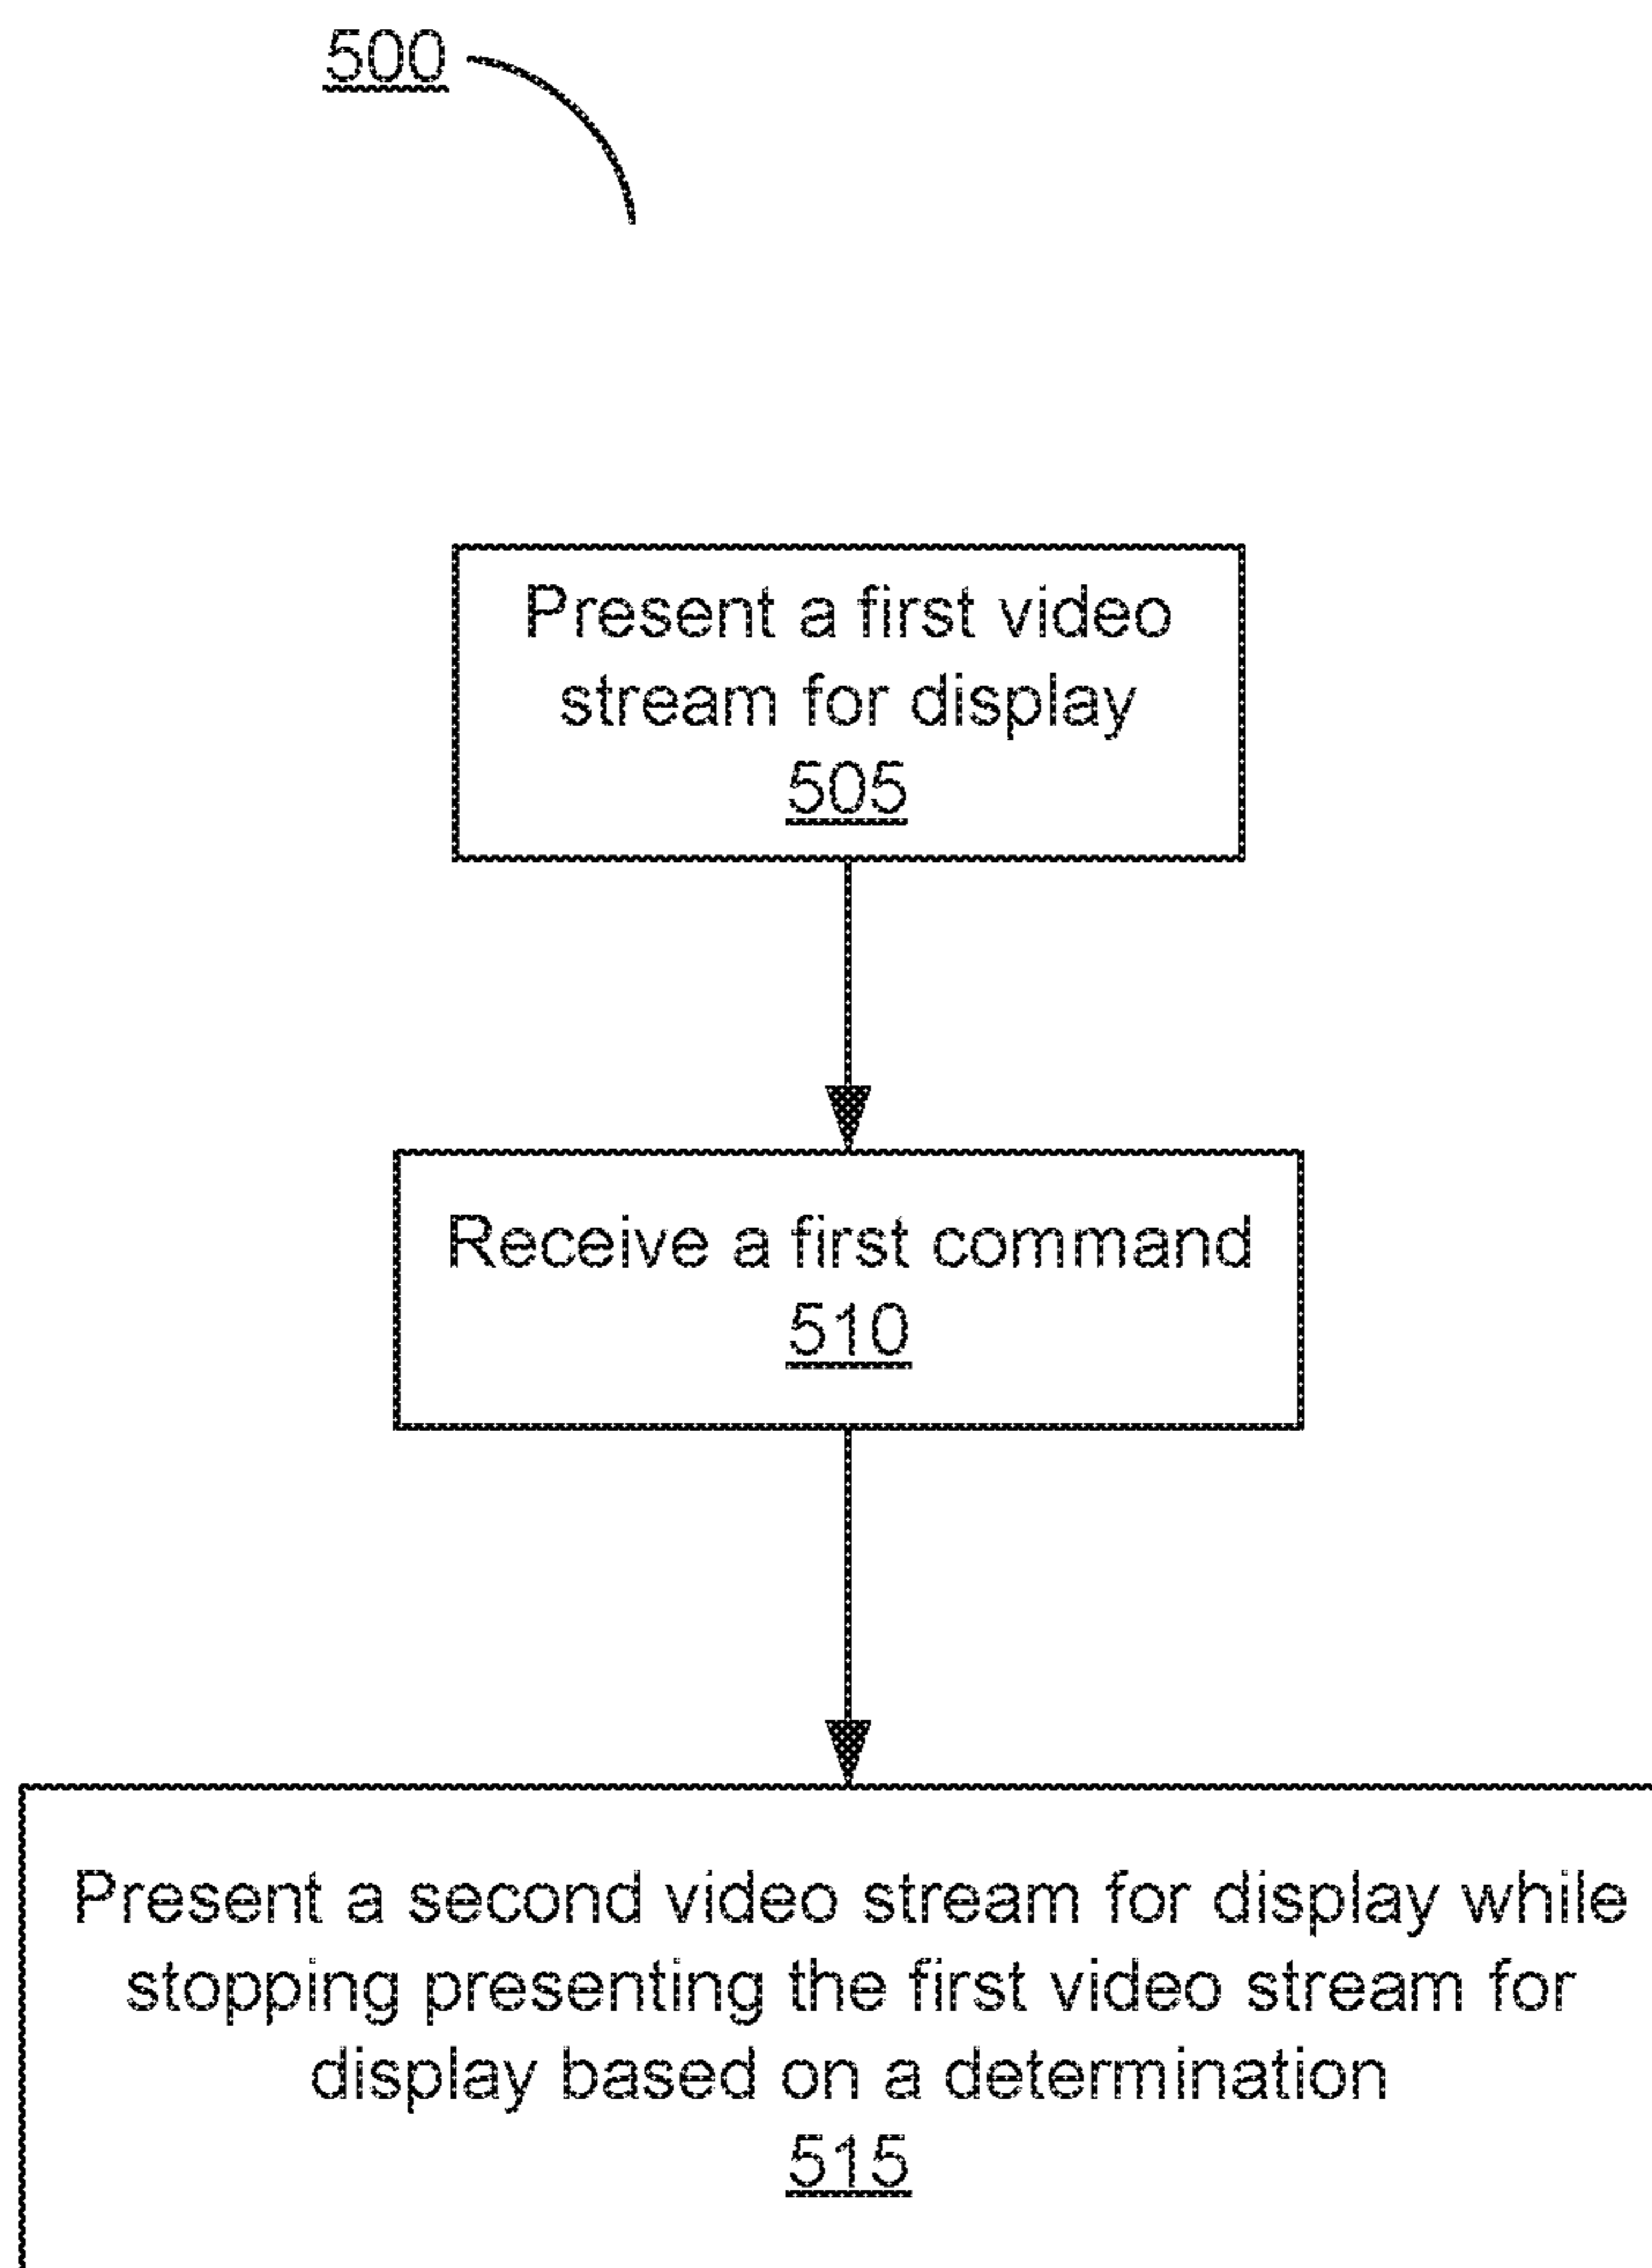 500
Present a first video
stream for display
505
Receive a first command
510
Present a second video stream for display while
stopping presenting the first video stream for
display based on a determination
515